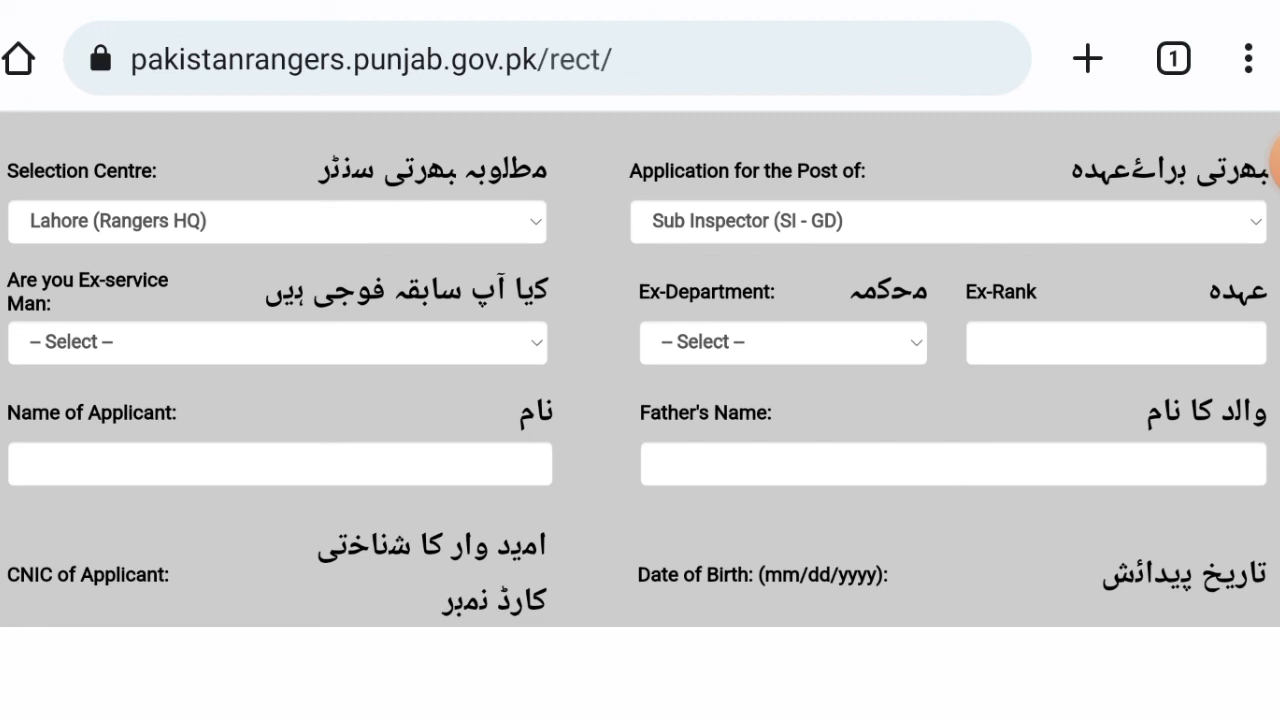 pakistanrangers.punjab.gov.pk/rect/
1
Selection Centre:
مطلوبہ بھرتی سنٹر
Application for the Post of:
بھرتی برائےعہدہ
Lahore (Rangers HQ)
Sub Inspector (SI - GD)
Are you Ex-service
Man:
کیا آپ سابقہ فوجی ہیں
Ex-Department:
محکمہ
Ex-Rank
عہدہ
– Select –
– Select –
Name of Applicant:
نام
Father's Name:
والد کا نام
CNIC of Applicant:
امید وار کا شناختی
کارڈ نمبر
Date of Birth: (mm/dd/yyyy):
تاریخ پیدائش